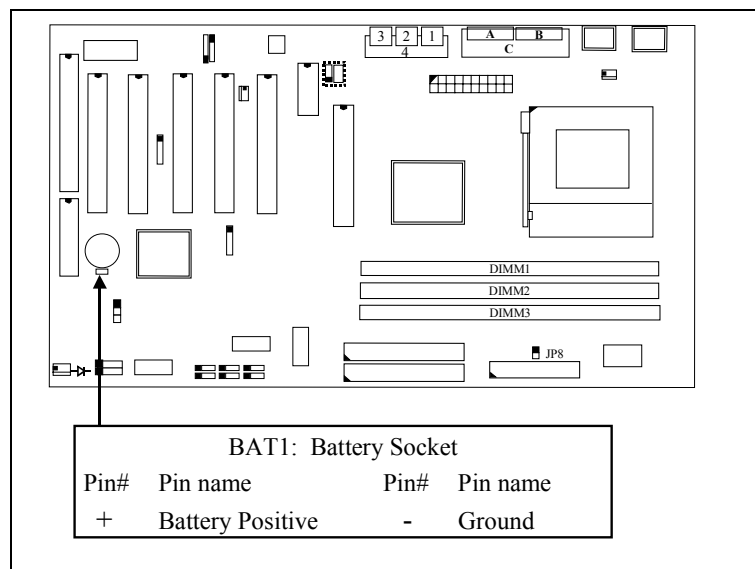 3 2 1
4
A B
C
DIMM1
DIMM2
DIMM3
JP8
BAT1: Battery Socket
Pin# Pin name Pin# Pin name
+ Battery Positive - Ground